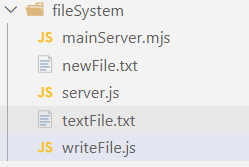 fileSystem
JS mainServer.mjs
newFile.txt
JS server.js
textFile.txt
JS writeFile.js